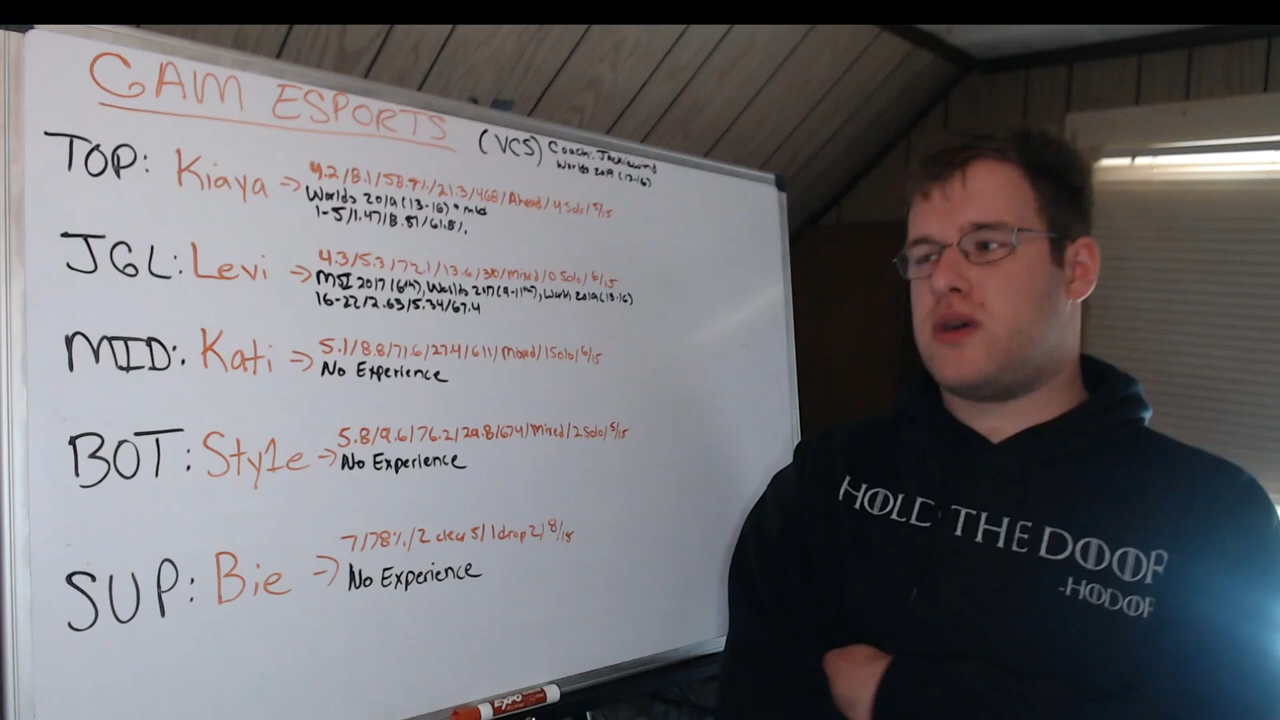 GAM ESPORTS
(VCS) Coach: Jackiewind
Worlds 2019 (13-16)
TOP: Kiaya → 4.2/8.1/58.9%/21.3/468/Ahead/4 Solo/5/15
Worlds 2019 (13-16) * mid
1-5/1.47/8.87/61.8%
JGL: Levi → 4.3/5.3/72.1/13.6/310/mixed/0 Solo/6/15
MSI 2017 (6th), Worlds 2017 (9-11th), Worlds 2019 (13-16)
16-22/2.63/5.34/67.4
MID: Kati → 5.1/8.8/71.6/27.4/611/mixed/1 Solo/6/15
No Experience
BOT: Sty1e → 5.8/9.6/76.2/29.8/674/mixed/2 solo/5/15
No Experience
SUP: Bie → 7/78%/2 clear 5/1 drop 2/8/15
No Experience
HOLD THE DOOR
-HODOR
EXPO